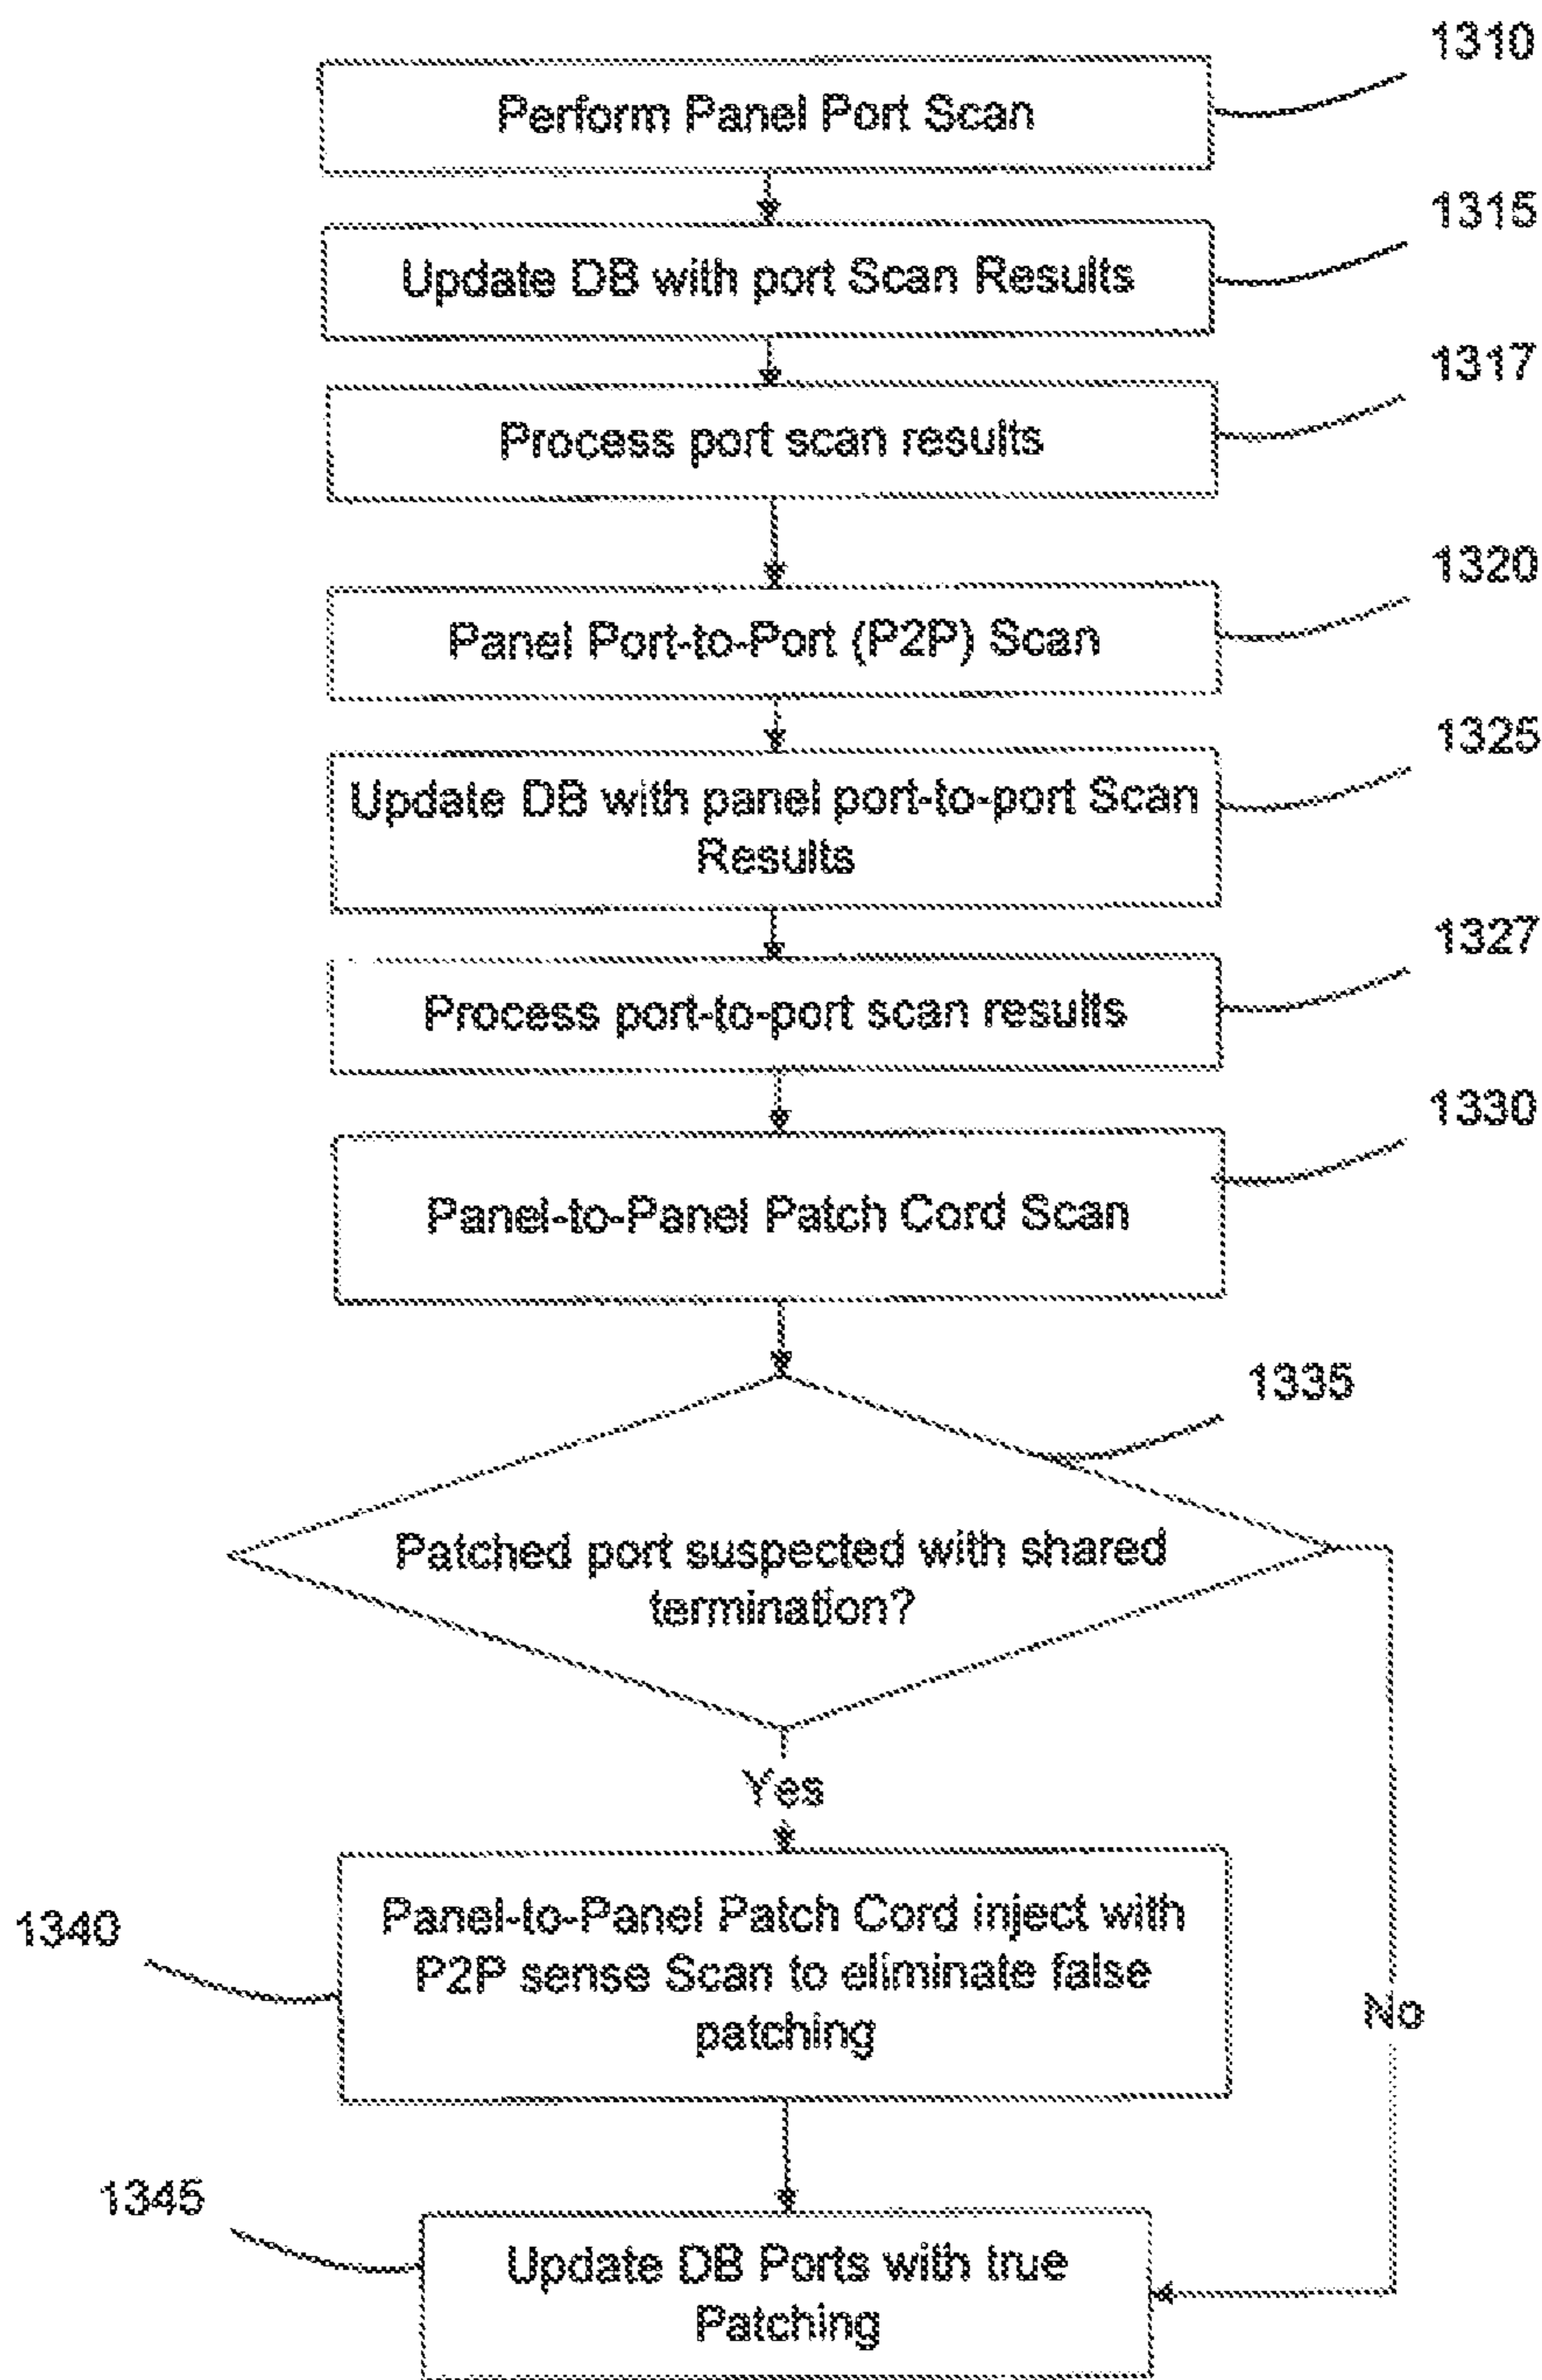 1310
Perform Panel Port Scan
1315
Update DB with port Scan Results
1317
Process port scan results
1320
Panel Port-to-Port (P2P) Scan
1325
Update DB with panel port-to-port Scan
Results
1327
Process port-to-port scan results
1330
Panel-to-Panel Patch Cord Scan
1335
Patched port suspected with shared
termination?
Yes
1340
Panel-to-Panel Patch Cord inject with
P2P sense Scan to eliminate false
patching
No
1345
Update DB Ports with true
Patching